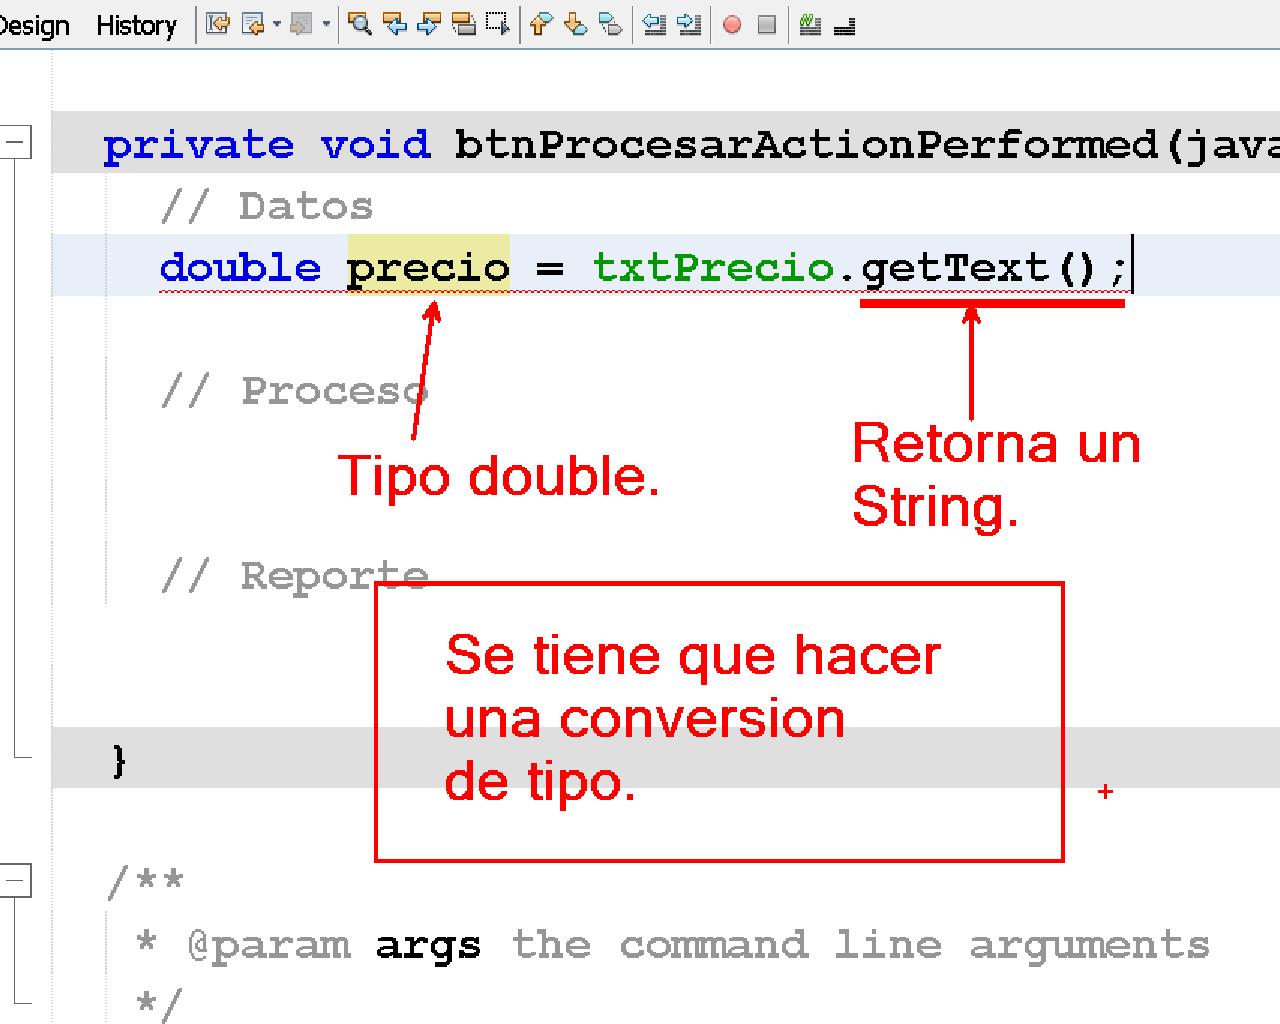 Design History
private void btnProcesarActionPerformed(java
// Datos
double precio = txtPrecio.getText();
// Proceso
Tipo double.
Retorna un
String.
// Reporte
Se tiene que hacer
una conversion
de tipo.
}
/**
* @param args the command line arguments
*/